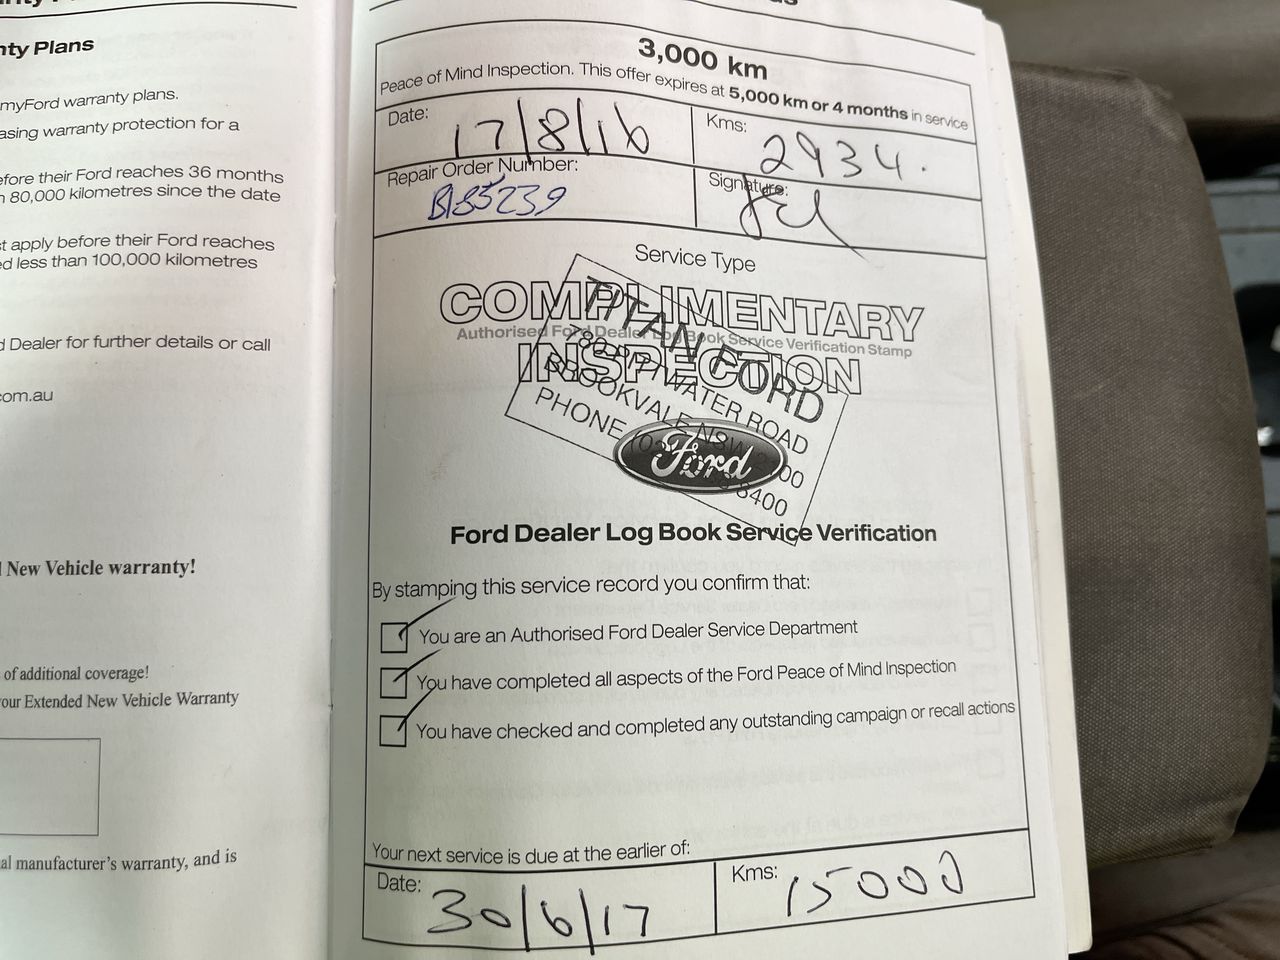 nty Plans
myFord warranty plans.
asing warranty protection for a
efore their Ford reaches 36 months
80,000 kilometres since the date
t apply before their Ford reaches
ed less than 100,000 kilometres
d Dealer for further details or call
com.au
New Vehicle warranty!
of additional coverage!
our Extended New Vehicle Warranty
al manufacturer's warranty, and is
3,000 km
Peace of Mind Inspection. This offer expires at 5,000 km or 4 months in service
Date: 17/8/16
Kms: 2934.
Repair Order Number:
Signature:
Service Type
COMPLIMENTARY
Authorised Ford Dealer Log Book Service Verification Stamp
INSPECTION
TITAN FORD
PITTWATER ROAD
BROOKVALE NSW 2100
PHONE
Ford
Ford Dealer Log Book Service Verification
By stamping this service record you confirm that:
You are an Authorised Ford Dealer Service Department
You have completed all aspects of the Ford Peace of Mind Inspection
You have checked and completed any outstanding campaign or recall actions
Your next service is due at the earlier of:
Date: 30/6/17
Kms: 15000